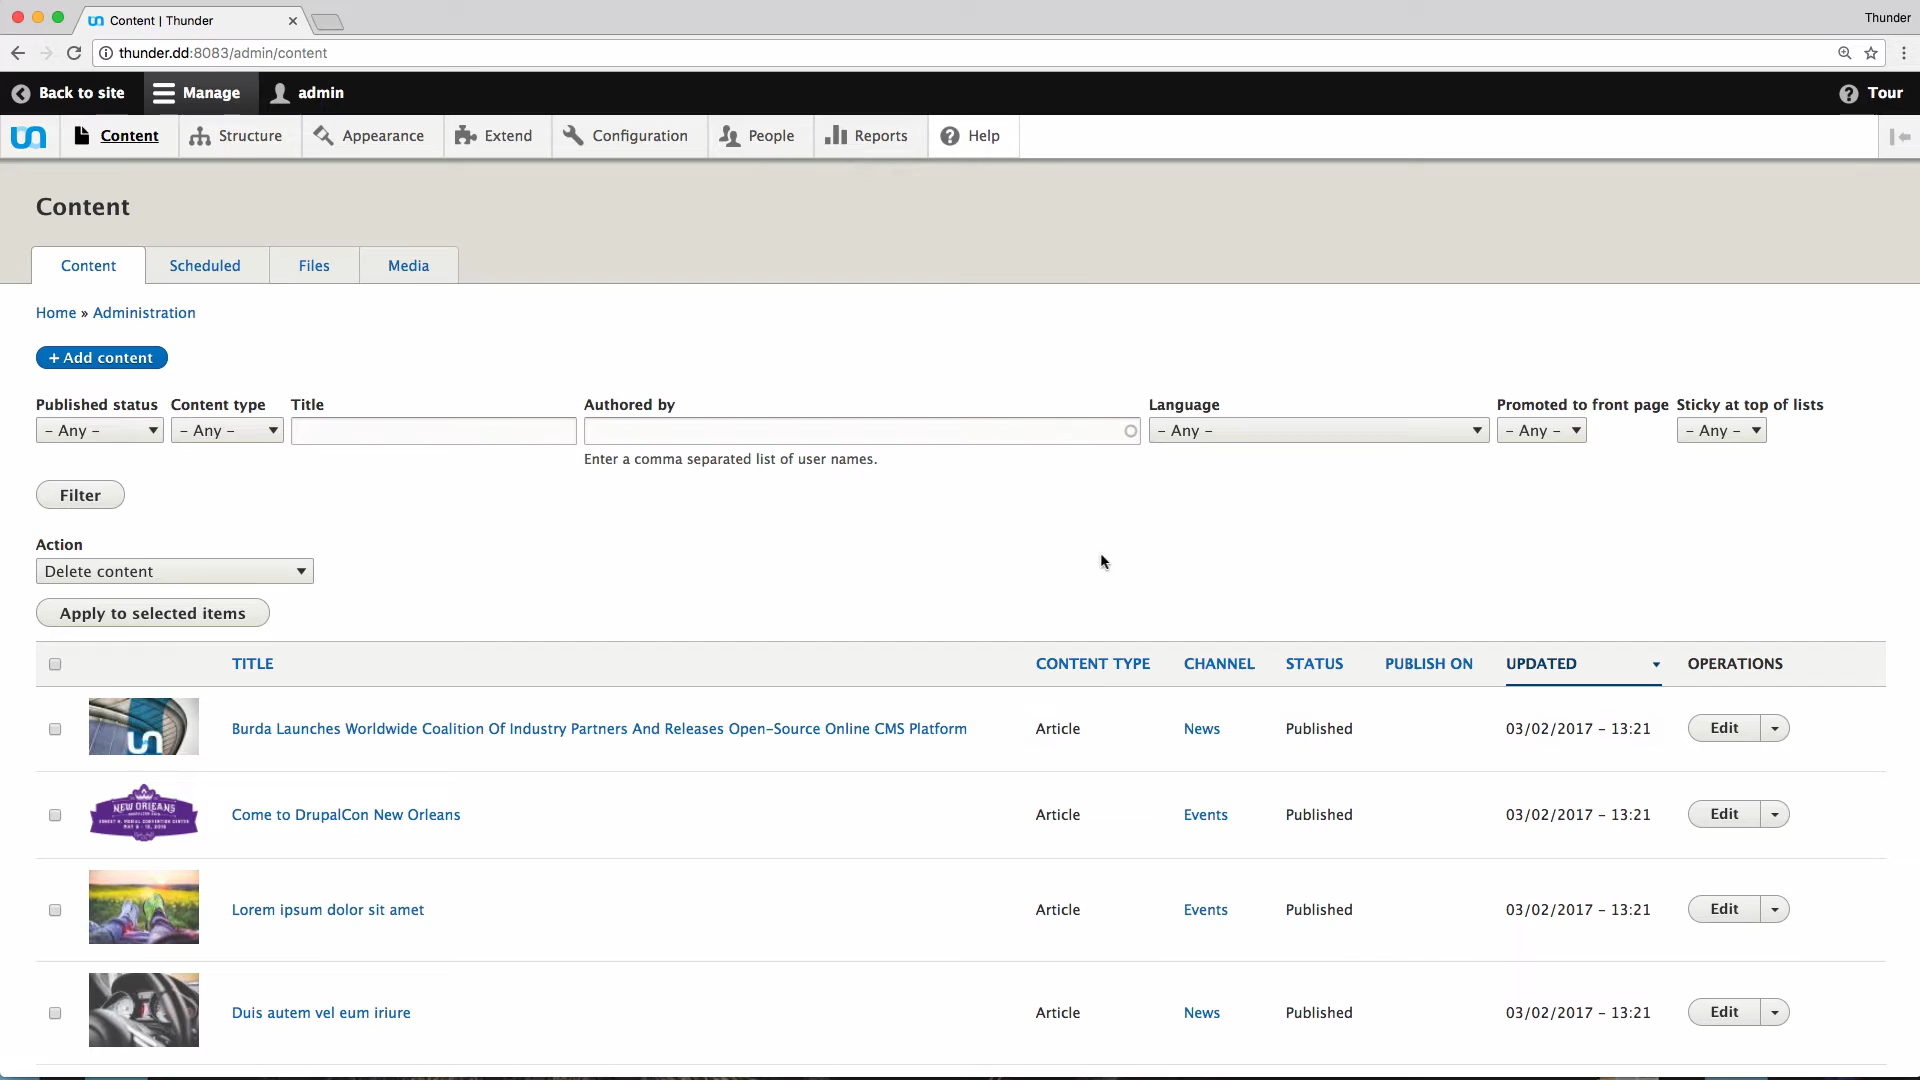 Content | Thunder
Thunder
thunder.dd:8083/admin/content
Back to site
Manage
admin
Tour
Content
Structure
Appearance
Extend
Configuration
People
Reports
Help
Content
Content
Scheduled
Files
Media
Home » Administration
+ Add content
Published status
Content type
Title
Authored by
Language
Promoted to front page
Sticky at top of lists
– Any –
– Any –
– Any –
– Any –
– Any –
Enter a comma separated list of user names.
Filter
Action
Delete content
Apply to selected items
TITLE
CONTENT TYPE
CHANNEL
STATUS
PUBLISH ON
UPDATED
OPERATIONS
Burda Launches Worldwide Coalition Of Industry Partners And Releases Open-Source Online CMS Platform
Article
News
Published
03/02/2017 – 13:21
Edit
NEW ORLEANS
Come to DrupalCon New Orleans
Article
Events
Published
03/02/2017 – 13:21
Edit
Lorem ipsum dolor sit amet
Article
Events
Published
03/02/2017 – 13:21
Edit
Duis autem vel eum iriure
Article
News
Published
03/02/2017 – 13:21
Edit